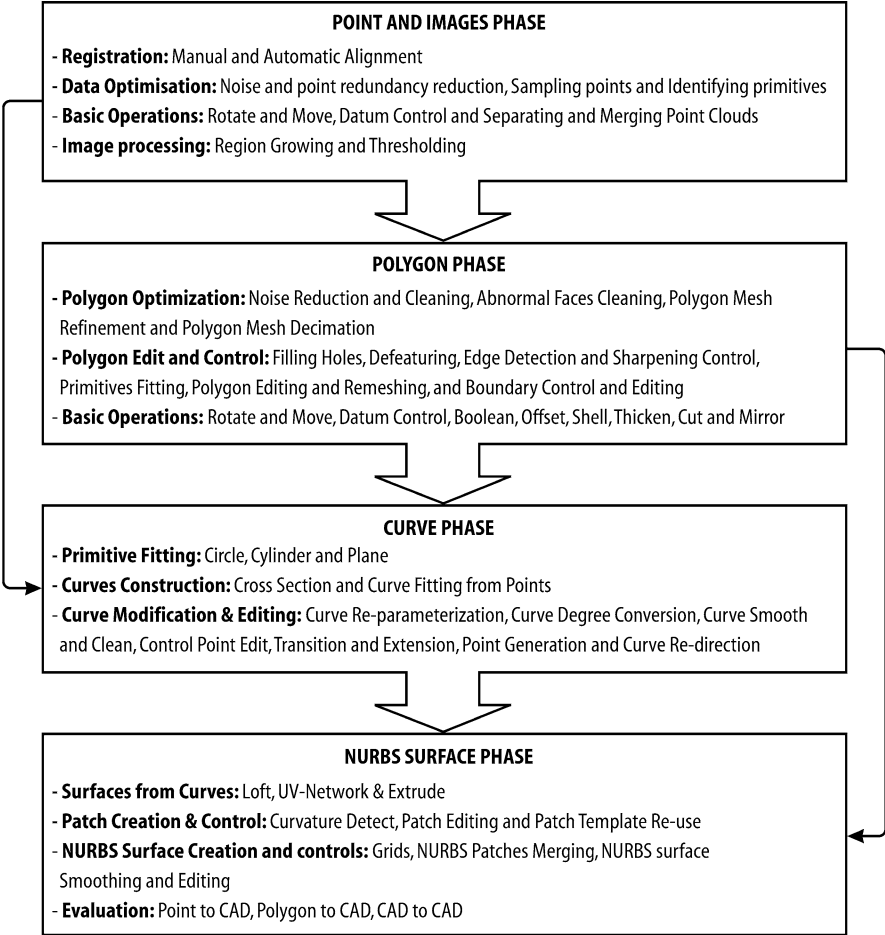 POINT AND IMAGES PHASE
- Registration: Manual and Automatic Alignment
- Data Optimisation: Noise and point redundancy reduction, Sampling points and Identifying primitives
- Basic Operations: Rotate and Move, Datum Control and Separating and Merging Point Clouds
- Image processing: Region Growing and Thresholding
POLYGON PHASE
- Polygon Optimization: Noise Reduction and Cleaning, Abnormal Faces Cleaning, Polygon Mesh
Refinement and Polygon Mesh Decimation
- Polygon Edit and Control: Filling Holes, Defeaturing, Edge Detection and Sharpening Control,
Primitives Fitting, Polygon Editing and Remeshing, and Boundary Control and Editing
- Basic Operations: Rotate and Move, Datum Control, Boolean, Offset, Shell, Thicken, Cut and Mirror
CURVE PHASE
- Primitive Fitting: Circle, Cylinder and Plane
- Curves Construction: Cross Section and Curve Fitting from Points
- Curve Modification & Editing: Curve Re-parameterization, Curve Degree Conversion, Curve Smooth
and Clean, Control Point Edit, Transition and Extension, Point Generation and Curve Re-direction
NURBS SURFACE PHASE
- Surfaces from Curves: Loft, UV-Network & Extrude
- Patch Creation & Control: Curvature Detect, Patch Editing and Patch Template Re-use
- NURBS Surface Creation and controls: Grids, NURBS Patches Merging, NURBS surface
Smoothing and Editing
- Evaluation: Point to CAD, Polygon to CAD, CAD to CAD